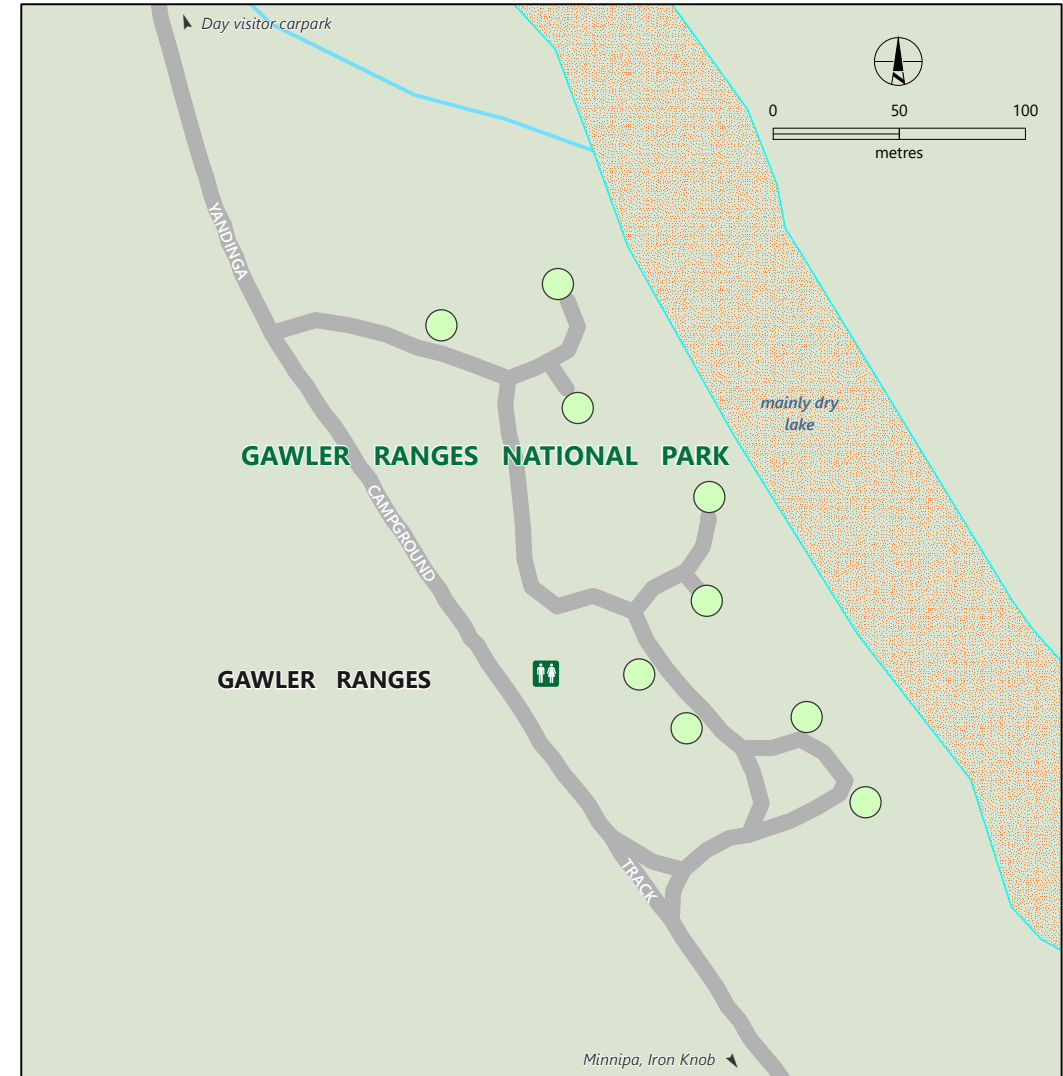 Day visitor carpark
N
0 50 100
metres
YANDINGA
mainly dry
lake
GAWLER RANGES NATIONAL PARK
CAMPGROUND
GAWLER RANGES
TRACK
Minnipa, Iron Knob